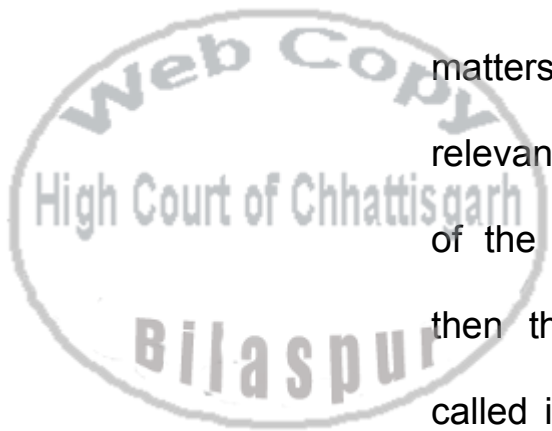 Web Copy
High Court of Chhattisgarh
Bilaspur
matters
relevan
of the
then th
called i